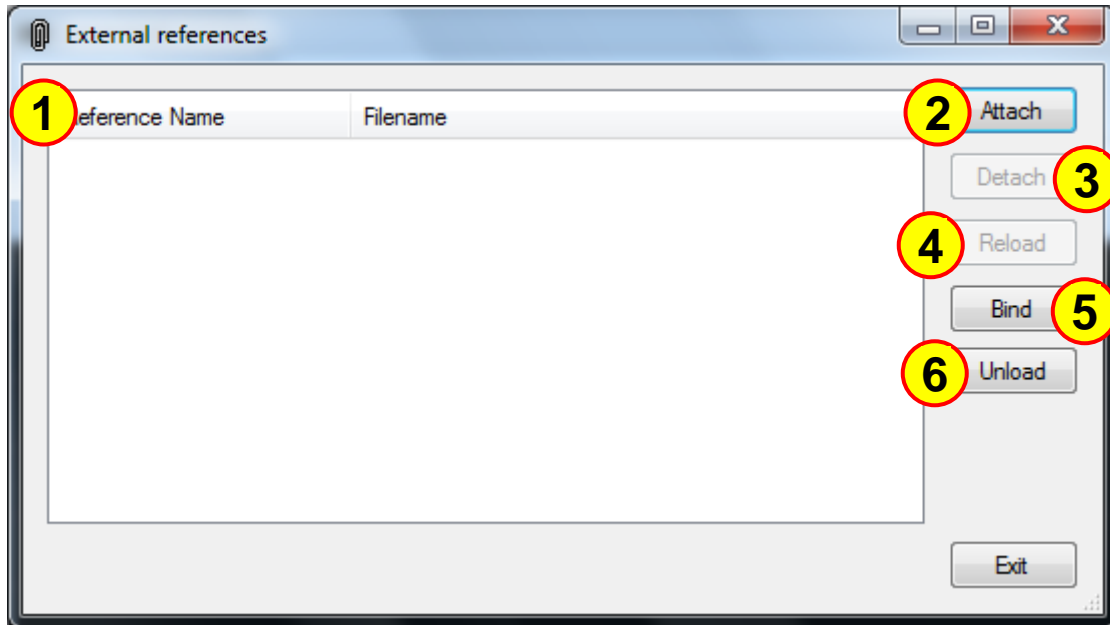 External references
1 eference Name Filename 2 Attach
Detach 3
4 Reload
Bind 5
6 Unload
Exit